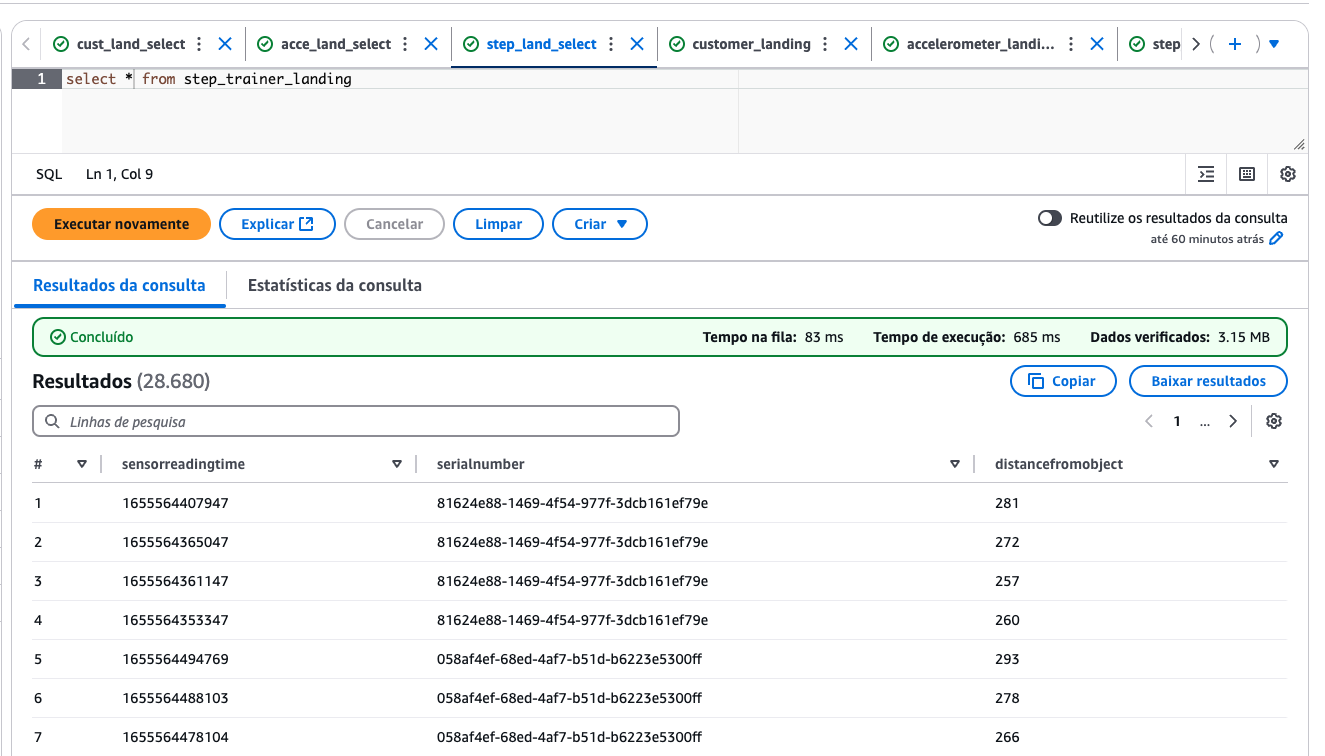 cust_land_select acce_land_select step_land_select customer_landing accelerometer_landi... step
1 select * from step_trainer_landing
SQL Ln 1, Col 9
Executar novamente Explicar Cancelar Limpar Criar Reutilize os resultados da consulta
até 60 minutos atrás
Resultados da consulta Estatísticas da consulta
Concluído Tempo na fila: 83 ms Tempo de execução: 685 ms Dados verificados: 3.15 MB
Resultados (28.680) Copiar Baixar resultados
Linhas de pesquisa 1 ...
# sensorreadingtime serialnumber distancefromobject
1 1655564407947 81624e88-1469-4f54-977f-3dcb161ef79e 281
2 1655564365047 81624e88-1469-4f54-977f-3dcb161ef79e 272
3 1655564361147 81624e88-1469-4f54-977f-3dcb161ef79e 257
4 1655564353347 81624e88-1469-4f54-977f-3dcb161ef79e 260
5 1655564494769 058af4ef-68ed-4af7-b51d-b6223e5300ff 293
6 1655564488103 058af4ef-68ed-4af7-b51d-b6223e5300ff 278
7 1655564478104 058af4ef-68ed-4af7-b51d-b6223e5300ff 266